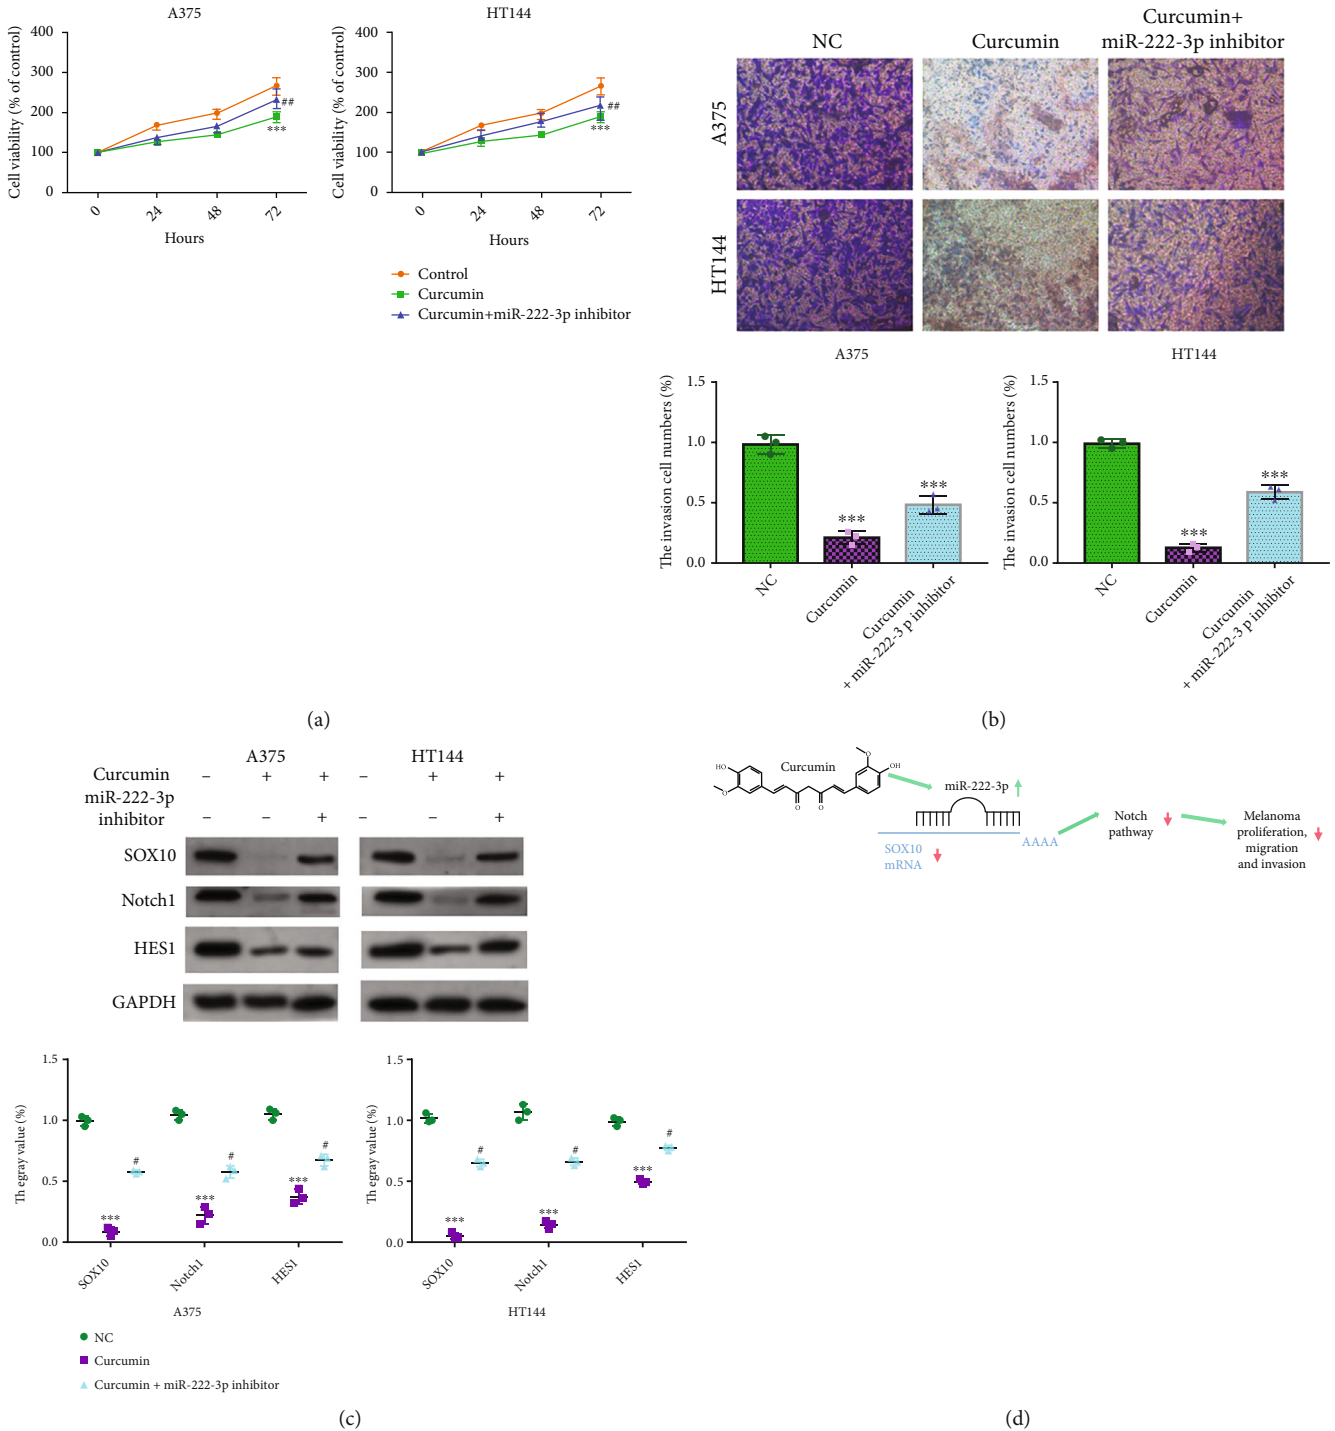 A375
Cell viability (% of control)
400
300
200
100
0
##
***
0
24
48
72
Hours
HT144
Cell viability (% of control)
400
300
200
100
0
##
***
0
24
48
72
Hours
Control
Curcumin
Curcumin+miR-222-3p inhibitor
(a)
NC
Curcumin
Curcumin+
miR-222-3p inhibitor
A375
HT144
A375
The invasion cell numbers (%)
1.5
1.0
0.5
0.0
***
***
NC
Curcumin
Curcumin
+ miR-222-3 p inhibitor
HT144
The invasion cell numbers (%)
1.5
1.0
0.5
0.0
***
***
NC
Curcumin
Curcumin
+ miR-222-3 p inhibitor
(b)
A375
HT144
Curcumin – + + – + +
miR-222-3p
inhibitor – – + – – +
SOX10
Notch1
HES1
GAPDH
Th egray value (%)
1.5
1.0
0.5
0.0
***
#
***
#
***
#
SOX10
Notch1
HES1
A375
Th egray value (%)
1.5
1.0
0.5
0.0
***
#
***
#
***
#
SOX10
Notch1
HES1
HT144
NC
Curcumin
Curcumin + miR-222-3p inhibitor
(c)
HO
O
O
O
O
OH
Curcumin
miR-222-3p
AAAA
SOX10
mRNA
Notch
pathway
Melanoma
proliferation,
migration
and invasion
(d)